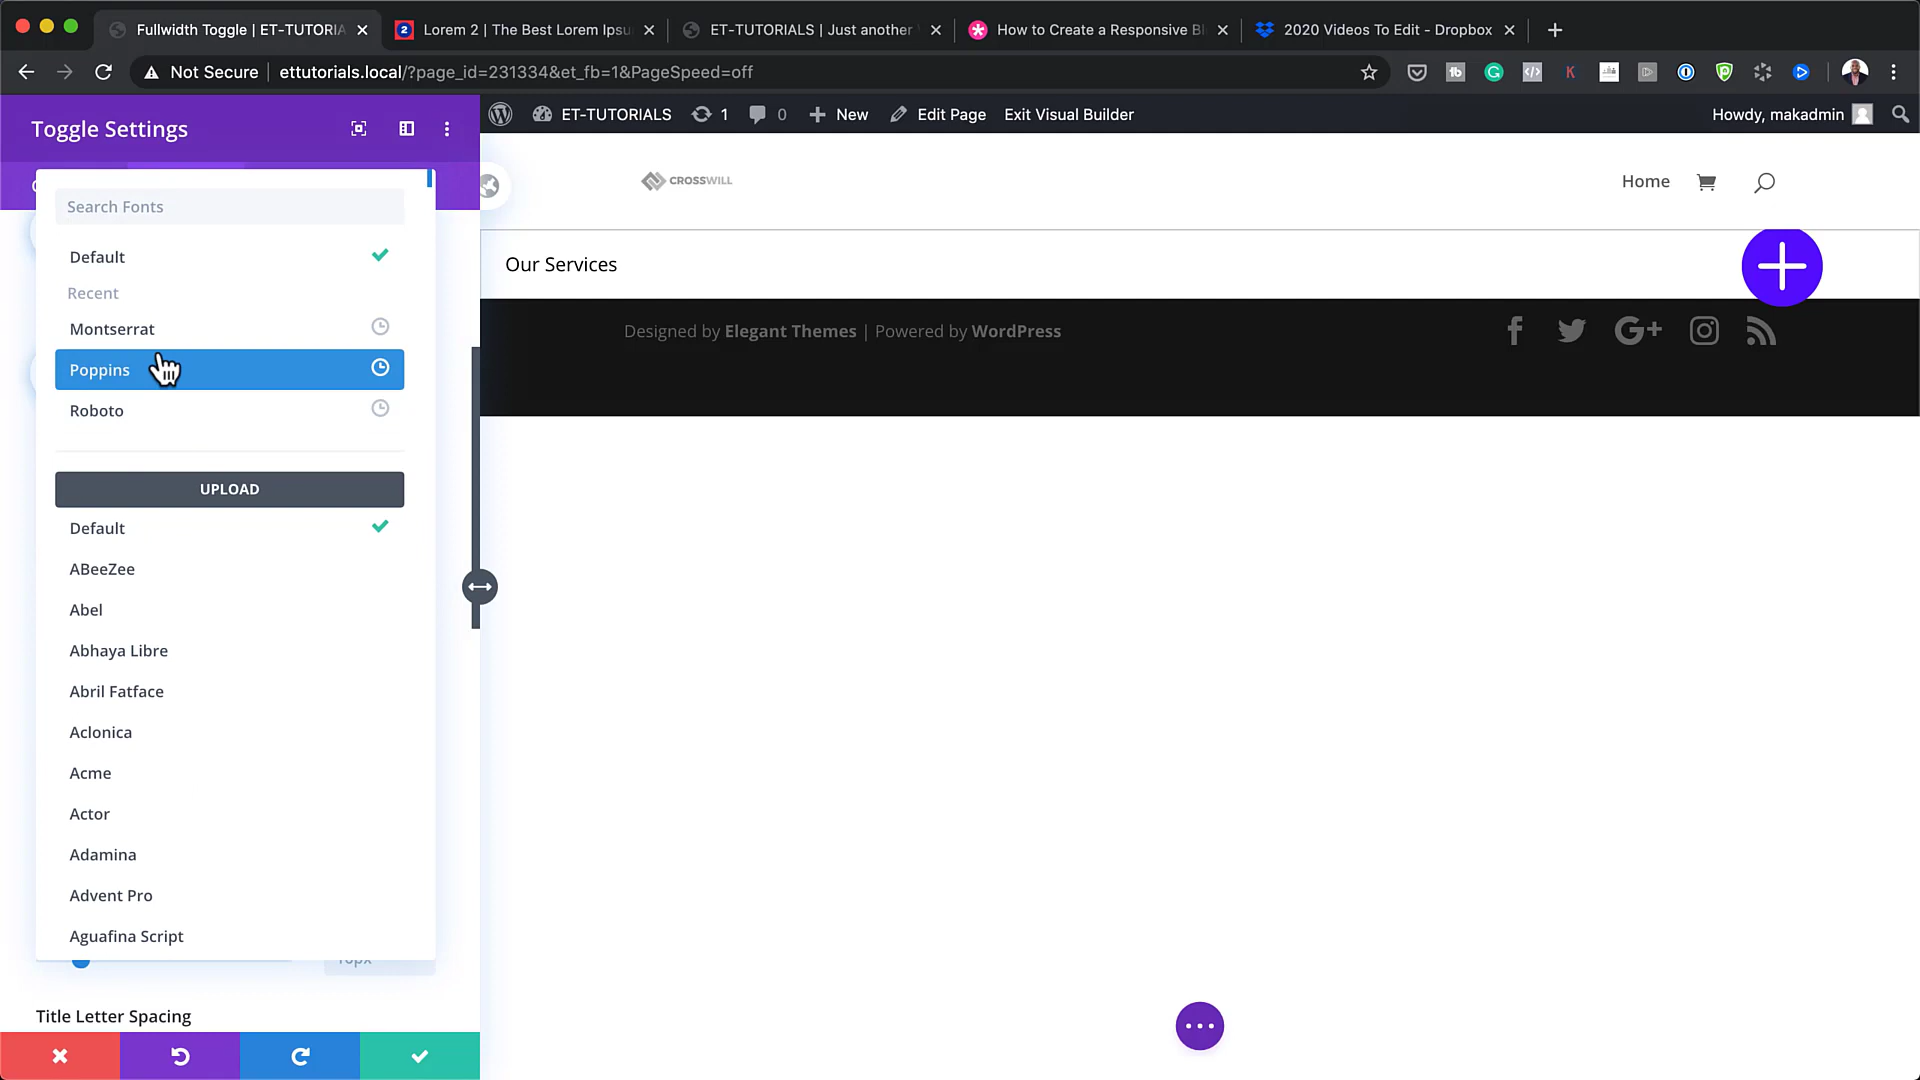 Fullwidth Toggle | ET-TUTORIA
Lorem 2 | The Best Lorem Ipsu
ET-TUTORIALS | Just another
How to Create a Responsive Bl
2020 Videos To Edit - Dropbox
Not Secure
ettutorials.local/?page_id=231334&et_fb=1&PageSpeed=off
Toggle Settings
ET-TUTORIALS
1
0
New
Edit Page
Exit Visual Builder
Howdy, makadmin
CROSSWILL
Home
Search Fonts
Default
Recent
Montserrat
Poppins
Roboto
UPLOAD
Default
ABeeZee
Abel
Abhaya Libre
Abril Fatface
Aclonica
Acme
Actor
Adamina
Advent Pro
Aguafina Script
Title Letter Spacing
Our Services
Designed by Elegant Themes | Powered by WordPress